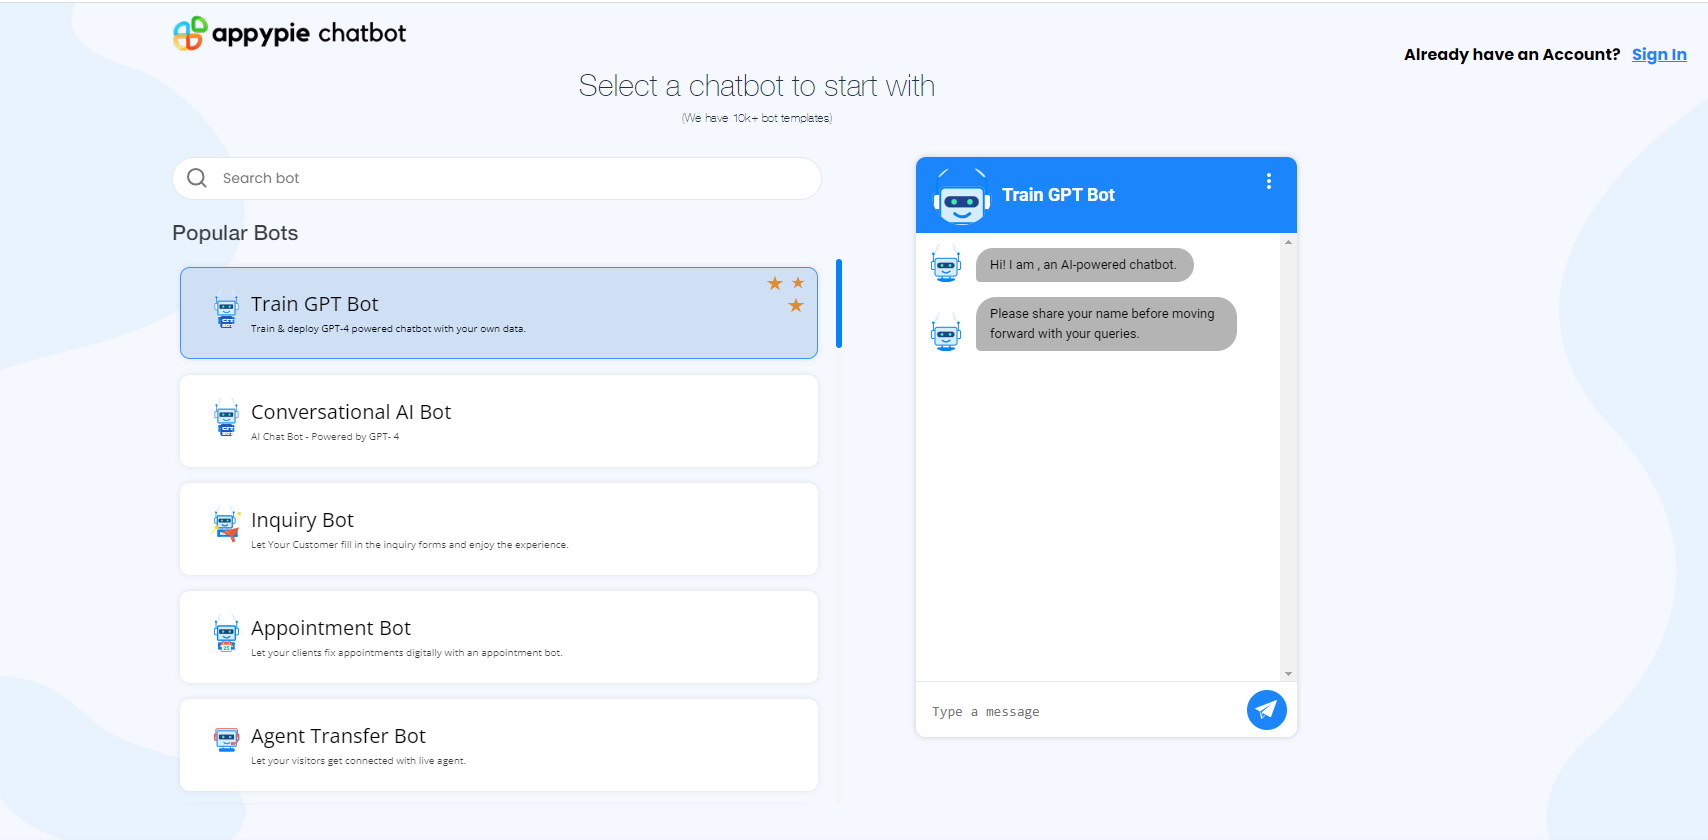 appypie chatbot
Already have an Account? Sign In
Select a chatbot to start with
(We have 10k+ bot templates)
Search bot
Popular Bots
Train GPT Bot
Train & deploy GPT-4 powered chatbot with your own data.
Conversational AI Bot
AI Chat Bot - Powered by GPT- 4
Inquiry Bot
Let Your Customer fill in the inquiry forms and enjoy the experience.
Appointment Bot
Let your clients fix appointments digitally with an appointment bot.
Agent Transfer Bot
Let your visitors get connected with live agent.
Train GPT Bot
Hi! I am , an AI-powered chatbot.
Please share your name before moving
forward with your queries.
Type a message